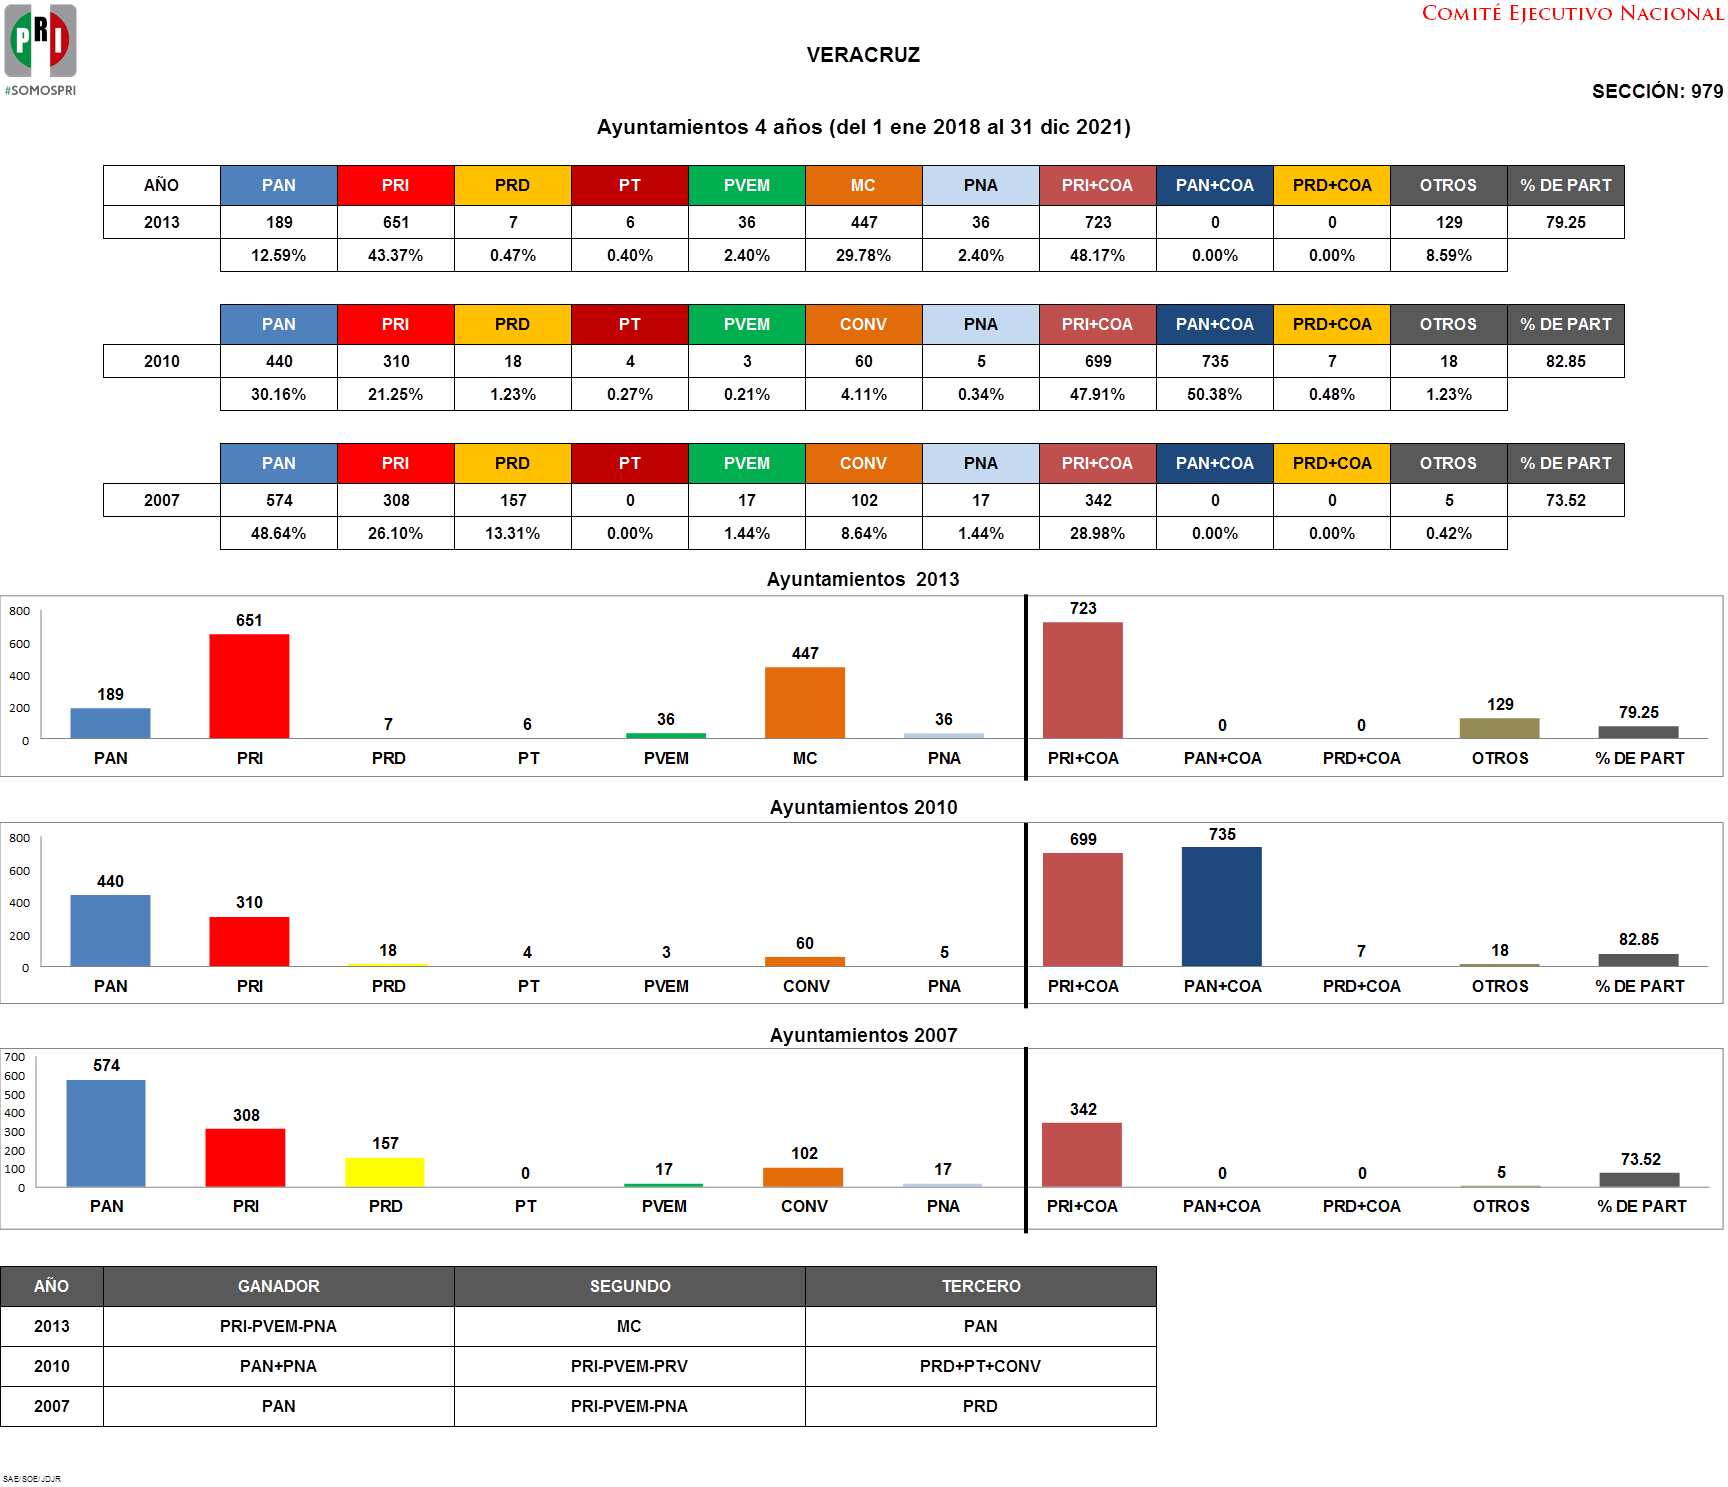 PRI
#SOMOSPRI
COMITÉ EJECUTIVO NACIONAL
VERACRUZ
SECCIÓN: 979
Ayuntamientos 4 años (del 1 ene 2018 al 31 dic 2021)
AÑO PAN PRI PRD PT PVEM MC PNA PRI+COA PAN+COA PRD+COA OTROS % DE PART
2013 189 651 7 6 36 447 36 723 0 0 129 79.25
12.59% 43.37% 0.47% 0.40% 2.40% 29.78% 2.40% 48.17% 0.00% 0.00% 8.59%
PAN PRI PRD PT PVEM CONV PNA PRI+COA PAN+COA PRD+COA OTROS % DE PART
2010 440 310 18 4 3 60 5 699 735 7 18 82.85
30.16% 21.25% 1.23% 0.27% 0.21% 4.11% 0.34% 47.91% 50.38% 0.48% 1.23%
PAN PRI PRD PT PVEM CONV PNA PRI+COA PAN+COA PRD+COA OTROS % DE PART
2007 574 308 157 0 17 102 17 342 0 0 5 73.52
48.64% 26.10% 13.31% 0.00% 1.44% 8.64% 1.44% 28.98% 0.00% 0.00% 0.42%
Ayuntamientos 2013
800
600
400
200
0
189 651 7 6 36 447 36 723 0 0 129 79.25
PAN PRI PRD PT PVEM MC PNA PRI+COA PAN+COA PRD+COA OTROS % DE PART
Ayuntamientos 2010
800
600
400
200
0
440 310 18 4 3 60 5 699 735 7 18 82.85
PAN PRI PRD PT PVEM CONV PNA PRI+COA PAN+COA PRD+COA OTROS % DE PART
Ayuntamientos 2007
700
600
500
400
300
200
100
0
574 308 157 0 17 102 17 342 0 0 5 73.52
PAN PRI PRD PT PVEM CONV PNA PRI+COA PAN+COA PRD+COA OTROS % DE PART
AÑO GANADOR SEGUNDO TERCERO
2013 PRI-PVEM-PNA MC PAN
2010 PAN+PNA PRI-PVEM-PRV PRD+PT+CONV
2007 PAN PRI-PVEM-PNA PRD
SAE/SOE/JDJR